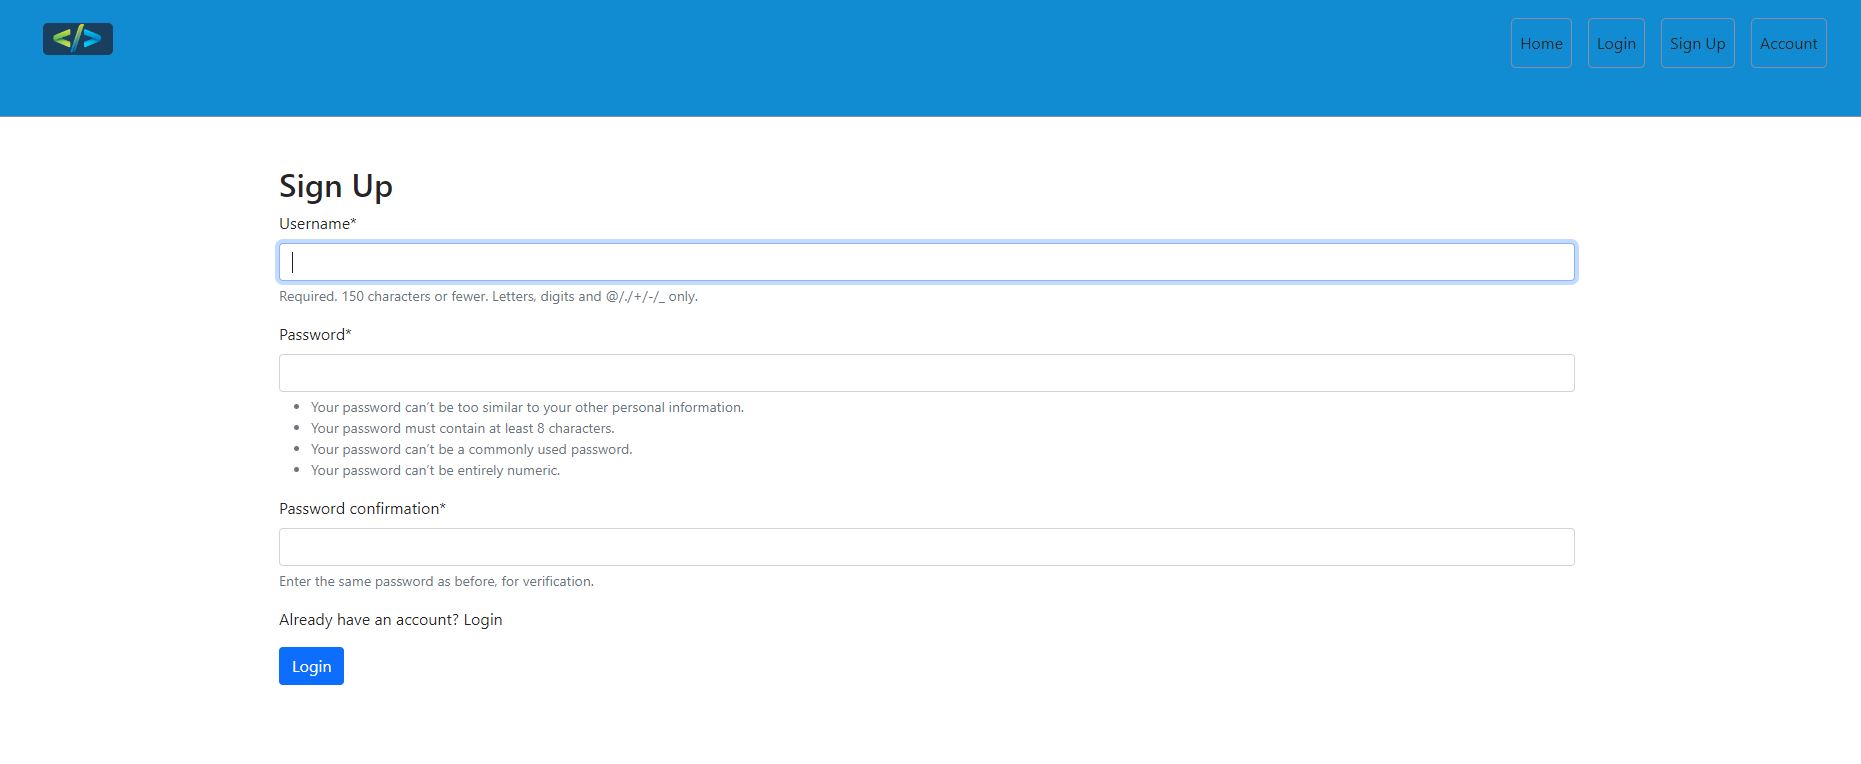 </>
Home Login Sign Up Account
Sign Up
Username*
Required. 150 characters or fewer. Letters, digits and @/./+/-/_ only.
Password*
Your password can’t be too similar to your other personal information.
Your password must contain at least 8 characters.
Your password can’t be a commonly used password.
Your password can’t be entirely numeric.
Password confirmation*
Enter the same password as before, for verification.
Already have an account? Login
Login